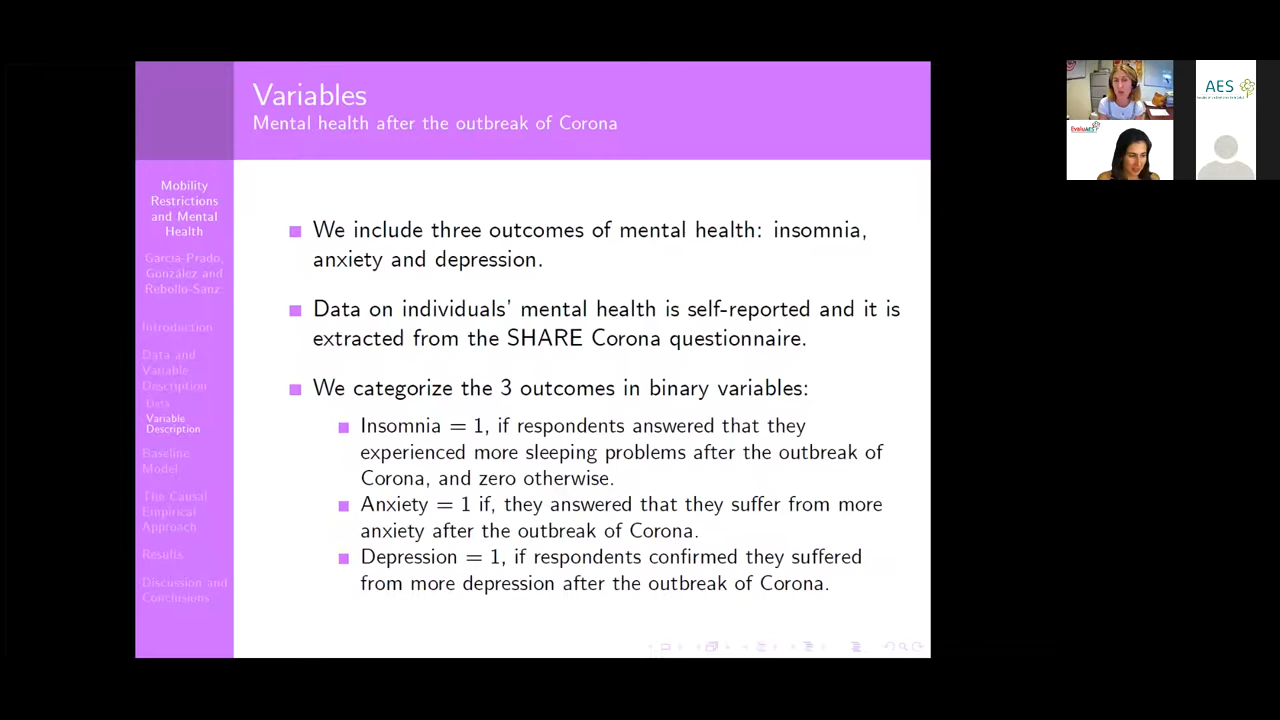 Variables
Mental health after the outbreak of Corona
Mobility
Restrictions
and Mental
Health
García-Prado,
González and
Rebollo-Sanz
Introduction
Data and
Variable
Description
Data
Variable
Description
Baseline
Model
The Causal
Empirical
Approach
Results
Discussion and
Conclusions
We include three outcomes of mental health: insomnia,
anxiety and depression.
Data on individuals' mental health is self-reported and it is
extracted from the SHARE Corona questionnaire.
We categorize the 3 outcomes in binary variables:
Insomnia = 1, if respondents answered that they
experienced more sleeping problems after the outbreak of
Corona, and zero otherwise.
Anxiety = 1 if, they answered that they suffer from more
anxiety after the outbreak of Corona.
Depression = 1, if respondents confirmed they suffered
from more depression after the outbreak of Corona.
AES
EvaluAES